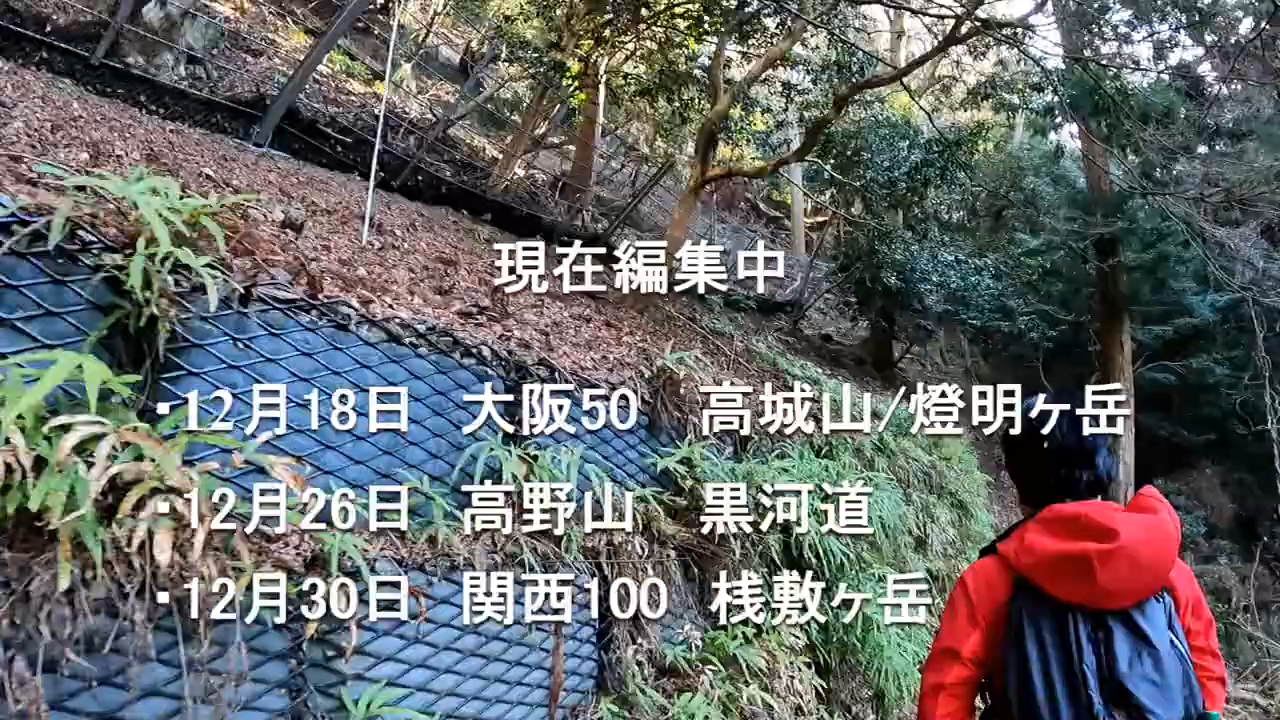 現在編集中
・12月18日 大阪50 高城山/燈明ヶ岳
・12月26日 高野山 黒河道
・12月30日 関西100 桟敷ヶ岳